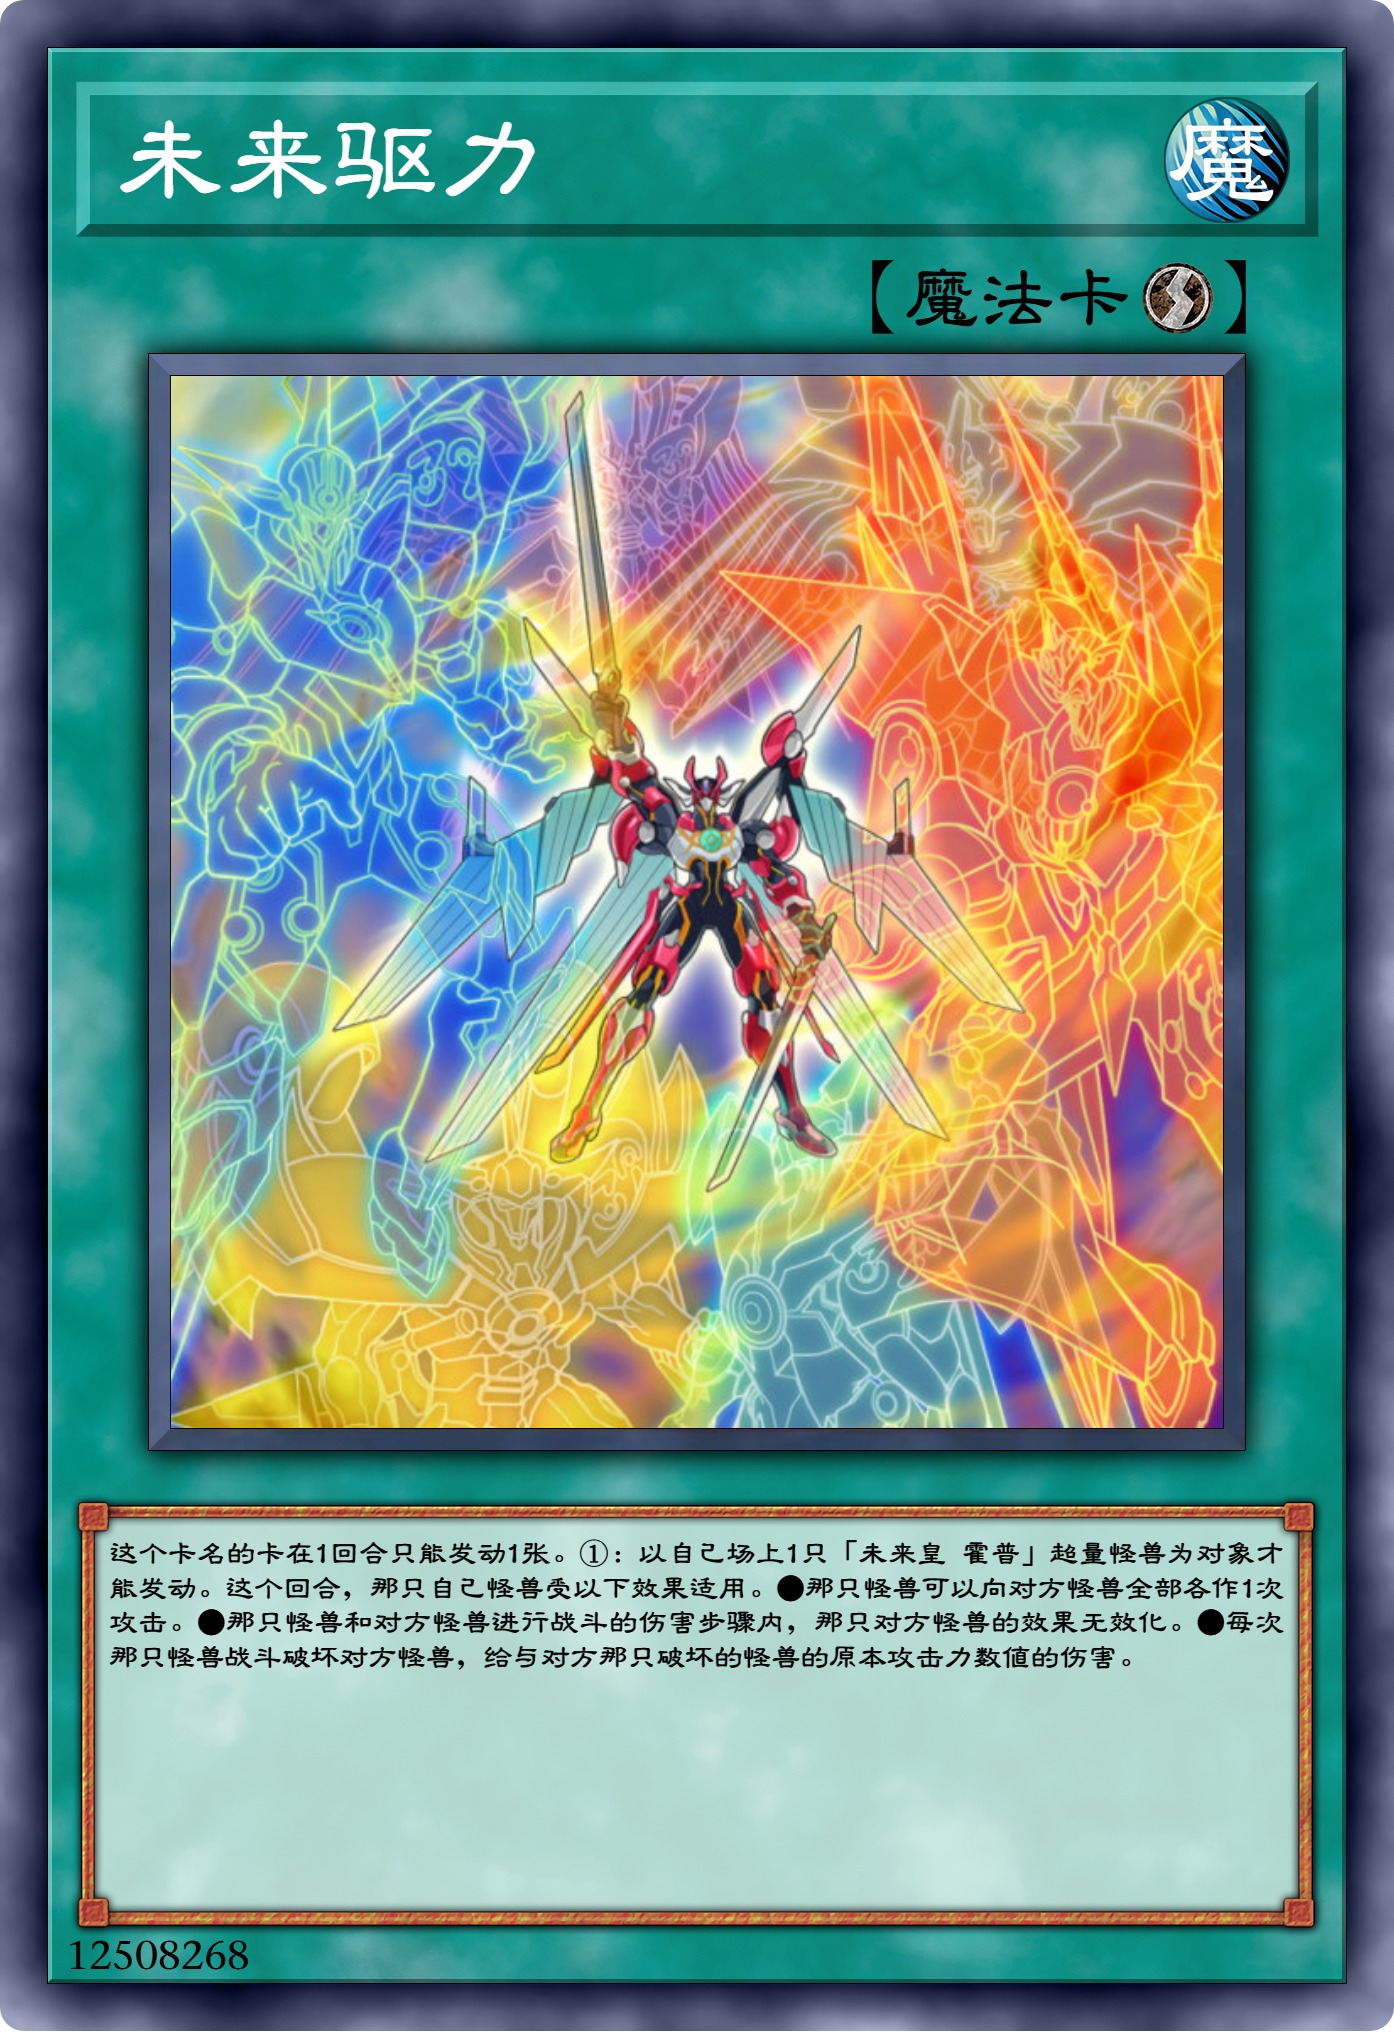 未来驱力
魔
【魔法卡】
39
这个卡名的卡在1回合只能发动1张。①：以自己场上1只「未来皇 霍普」超量怪兽为对象才
能发动。这个回合，那只自己怪兽受以下效果适用。●那只怪兽可以向对方怪兽全部各作1次
攻击。●那只怪兽和对方怪兽进行战斗的伤害步骤内，那只对方怪兽的效果无效化。●每次
那只怪兽战斗破坏对方怪兽，给与对方那只破坏的怪兽的原本攻击力数值的伤害。
12508268